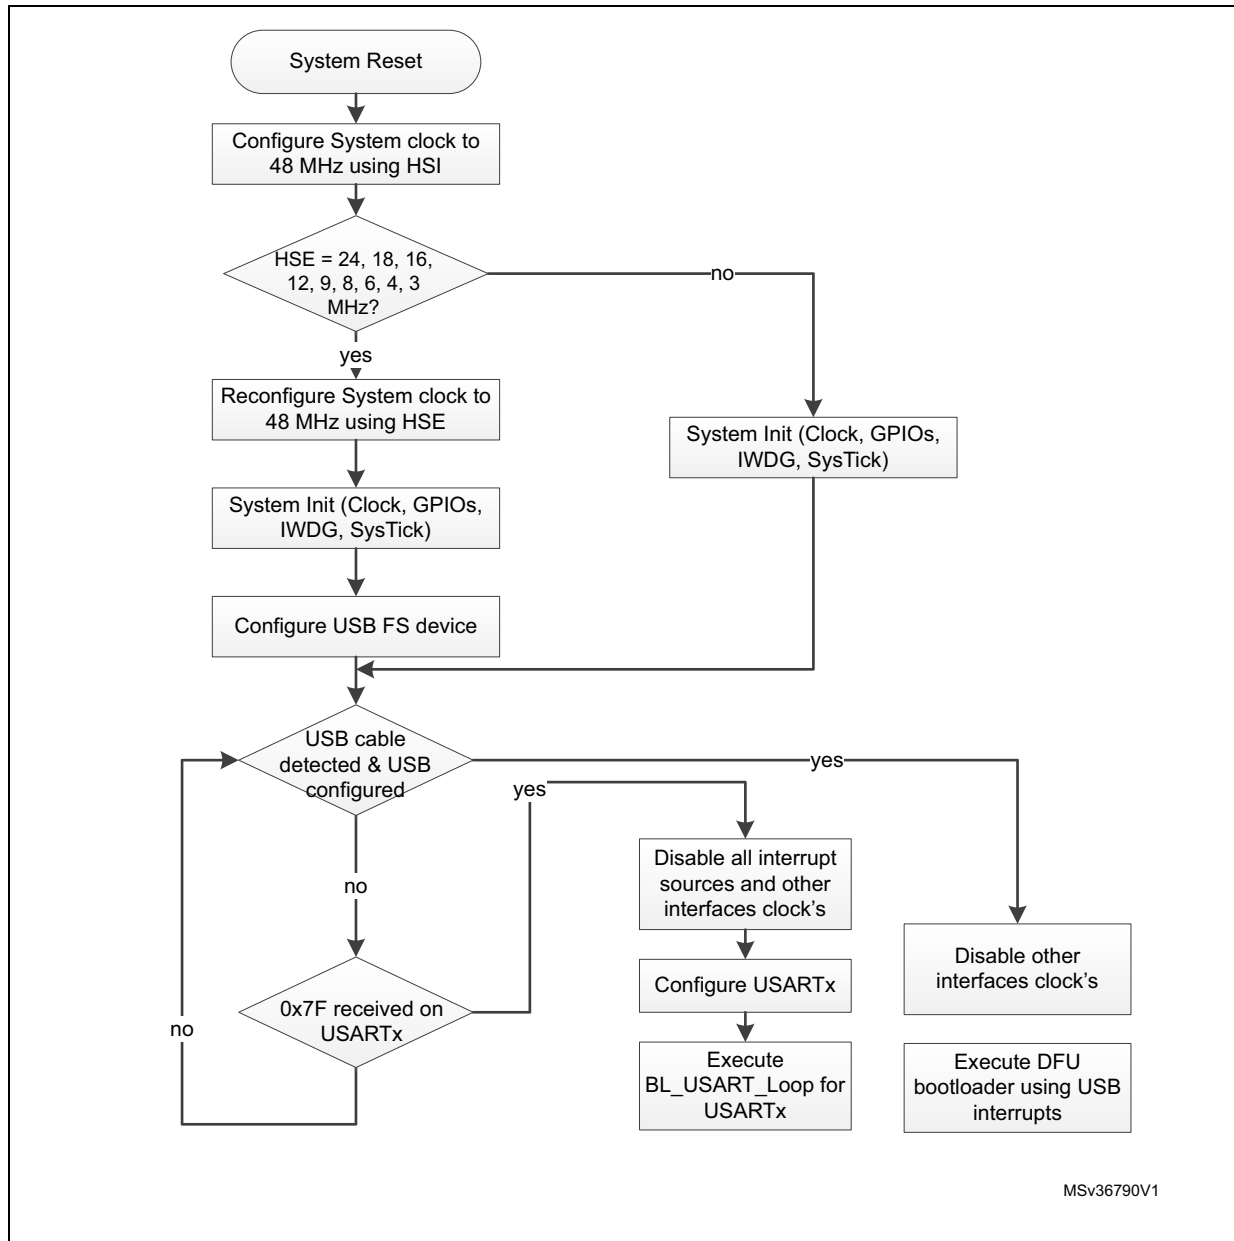 System Reset
Configure System clock to
48 MHz using HSI
HSE = 24, 18, 16,
12, 9, 8, 6, 4, 3
MHz?
no
yes
Reconfigure System clock to
48 MHz using HSE
System Init (Clock, GPIOs,
IWDG, SysTick)
System Init (Clock, GPIOs,
IWDG, SysTick)
Configure USB FS device
USB cable
detected & USB
configured
yes
yes
no
Disable all interrupt
sources and other
interfaces clock's
Disable other
interfaces clock's
Configure USARTx
0x7F received on
USARTx
no
Execute
BL_USART_Loop for
USARTx
Execute DFU
bootloader using USB
interrupts
MSv36790V1